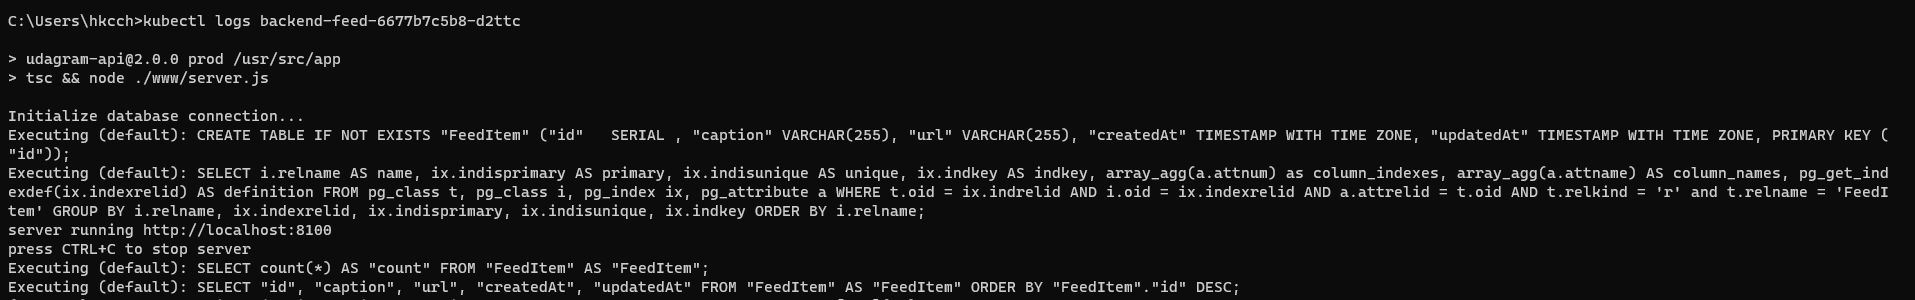 C:\Users\hkcch>kubectl logs backend-feed-6677b7c5b8-d2ttc
> udagram-api@2.0.0 prod /usr/src/app
> tsc && node ./www/server.js
Initialize database connection...
Executing (default): CREATE TABLE IF NOT EXISTS "FeedItem" ("id"   SERIAL , "caption" VARCHAR(255), "url" VARCHAR(255), "createdAt" TIMESTAMP WITH TIME ZONE, "updatedAt" TIMESTAMP WITH TIME ZONE, PRIMARY KEY (
"id"));
Executing (default): SELECT i.relname AS name, ix.indisprimary AS primary, ix.indisunique AS unique, ix.indkey AS indkey, array_agg(a.attnum) as column_indexes, array_agg(a.attname) AS column_names, pg_get_ind
exdef(ix.indexrelid) AS definition FROM pg_class t, pg_class i, pg_index ix, pg_attribute a WHERE t.oid = ix.indrelid AND i.oid = ix.indexrelid AND a.attrelid = t.oid AND t.relkind = 'r' and t.relname = 'FeedI
tem' GROUP BY i.relname, ix.indexrelid, ix.indisprimary, ix.indisunique, ix.indkey ORDER BY i.relname;
server running http://localhost:8100
press CTRL+C to stop server
Executing (default): SELECT count(*) AS "count" FROM "FeedItem" AS "FeedItem";
Executing (default): SELECT "id", "caption", "url", "createdAt", "updatedAt" FROM "FeedItem" AS "FeedItem" ORDER BY "FeedItem"."id" DESC;